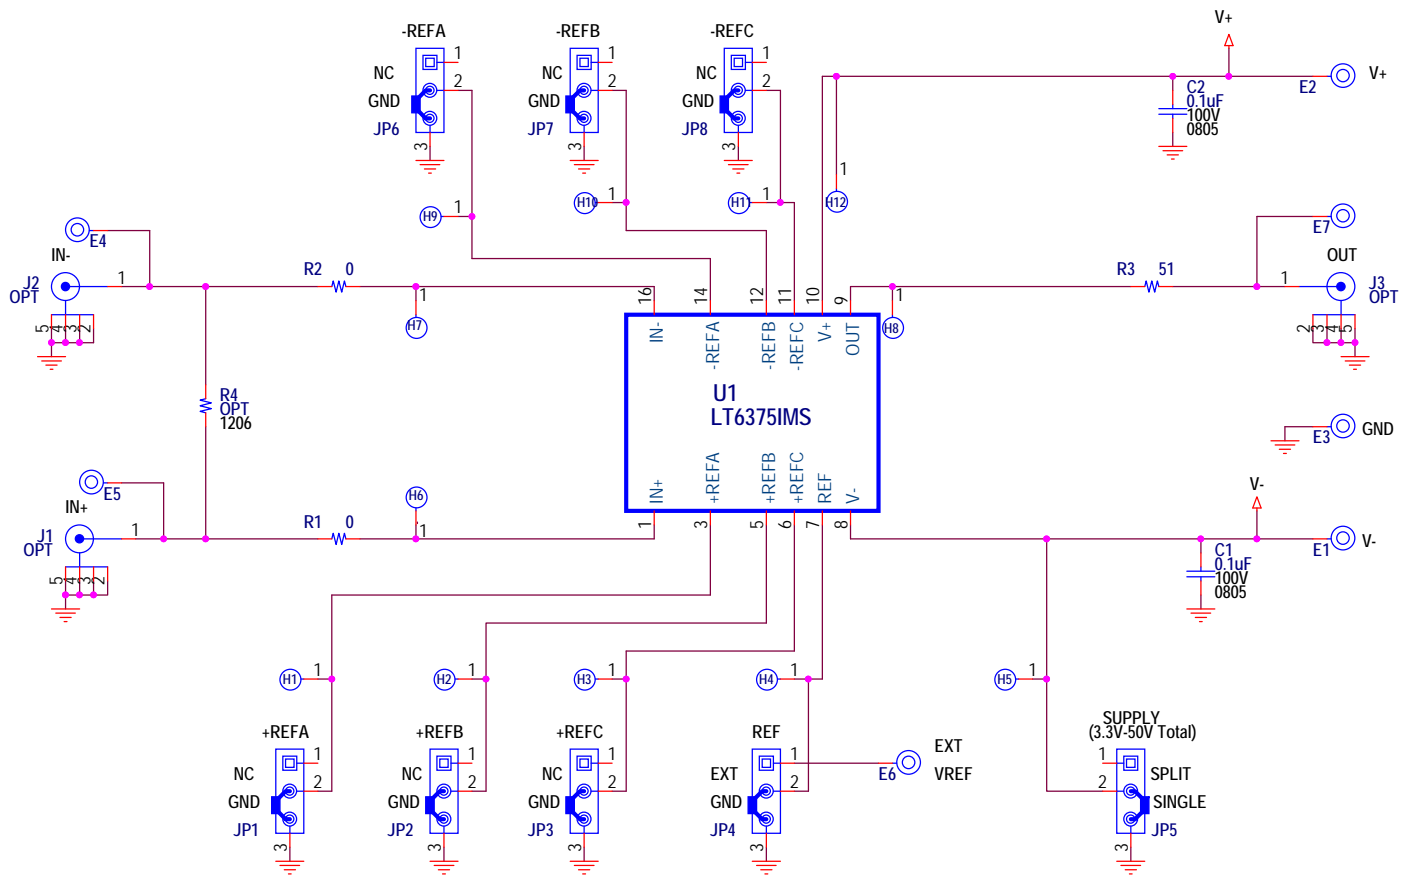 -REFA
1
NC
2
GND
JP6
3
-REFB
1
NC
2
GND
JP7
3
-REFC
1
NC
2
GND
JP8
3
V+
E2
V+
C2
0.1uF
100V
0805
H9
1
H10
1
H11
1
H12
1
E4
IN-
J2
OPT
1
5
4
3
2
R2
0
1
H7
R4
OPT
1206
E5
IN+
J1
OPT
1
5
4
3
2
R1
0
H6
1
16
14
12
11
10
9
IN-
-REFA
-REFB
-REFC
V+
OUT
U1
LT6375IMS
IN+
+REFA
+REFB
+REFC
REF
V-
1
3
5
6
7
8
1
H8
R3
51
E7
OUT
1
J3
OPT
2
3
4
5
E3
GND
V-
E1
V-
C1
0.1uF
100V
0805
H1
1
H2
1
H3
1
H4
1
H5
1
+REFA
1
NC
2
GND
JP1
3
+REFB
1
NC
2
GND
JP2
3
+REFC
1
NC
2
GND
JP3
3
REF
1
EXT
2
GND
JP4
3
E6
EXT
VREF
SUPPLY
(3.3V-50V Total)
1
SPLIT
2
SINGLE
JP5
3